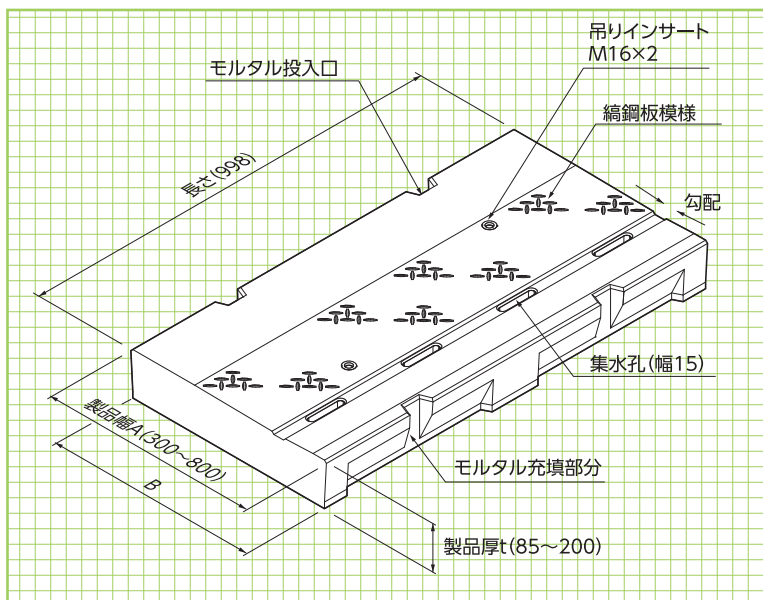 吊りインサート
M16×2
モルタル投入口
縞鋼板模様
長さ(998)
勾配
集水孔(幅15)
製品幅A(300～800)
モルタル充填部分
B
製品厚t(85～200)